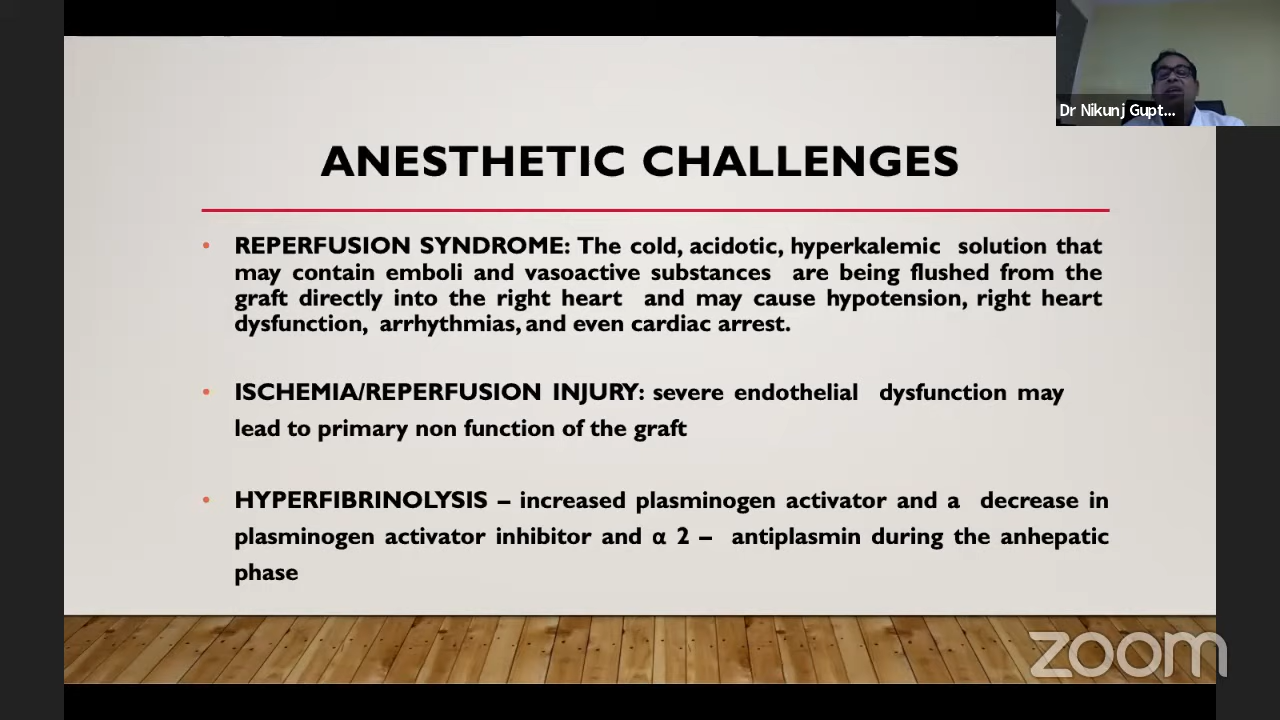 Dr Nikunj Gupt...
ANESTHETIC CHALLENGES
• REPERFUSION SYNDROME: The cold, acidotic, hyperkalemic solution that
may contain emboli and vasoactive substances are being flushed from the
graft directly into the right heart and may cause hypotension, right heart
dysfunction, arrhythmias, and even cardiac arrest.
• ISCHEMIA/REPERFUSION INJURY: severe endothelial dysfunction may
lead to primary non function of the graft
• HYPERFIBRINOLYSIS – increased plasminogen activator and a decrease in
plasminogen activator inhibitor and α 2 – antiplasmin during the anhepatic
phase
zoom